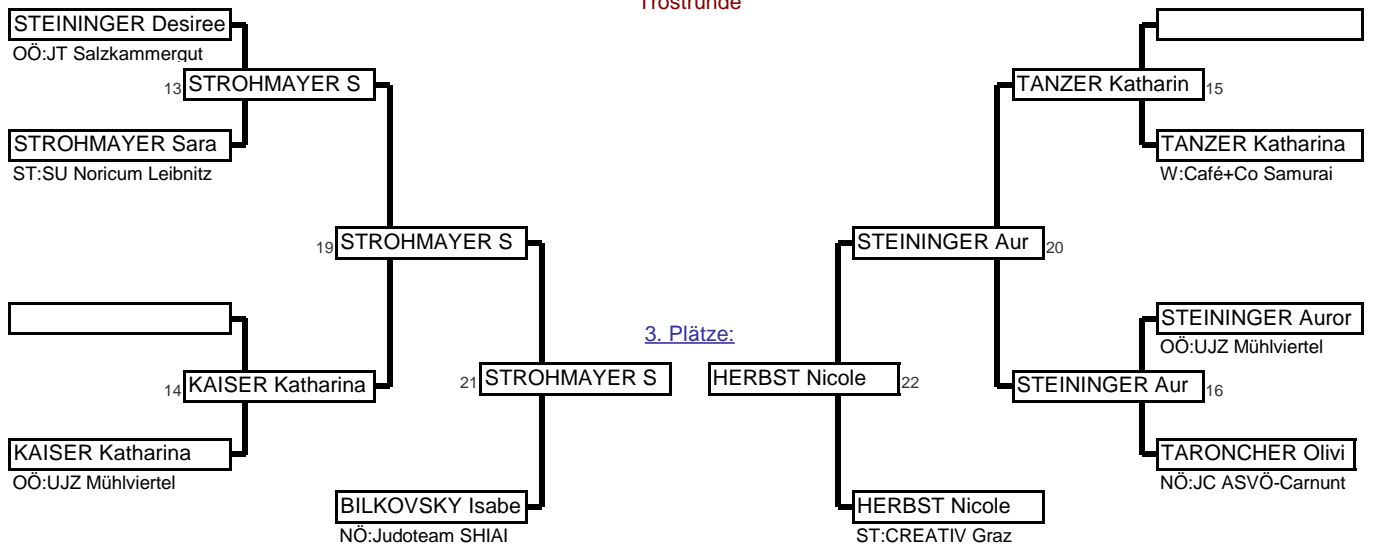 Trostrunde
STEININGER Desiree
OÖ:JT Salzkammergut
13 STROHMAYER S
STROHMAYER Sara
ST:SU Noricum Leibnitz
19 STROHMAYER S
14 KAISER Katharina
KAISER Katharina
OÖ:UJZ Mühlviertel
21 STROHMAYER S
BILKOVSKY Isabe
NÖ:Judoteam SHIAI
3. Plätze:
TANZER Katharin 15
TANZER Katharina
W:Café+Co Samurai
STEININGER Aur 20
STEININGER Auror
OÖ:UJZ Mühlviertel
HERBST Nicole 22
STEININGER Aur 16
TARONCHER Olivi
NÖ:JC ASVÖ-Carnunt
HERBST Nicole
ST:CREATIV Graz